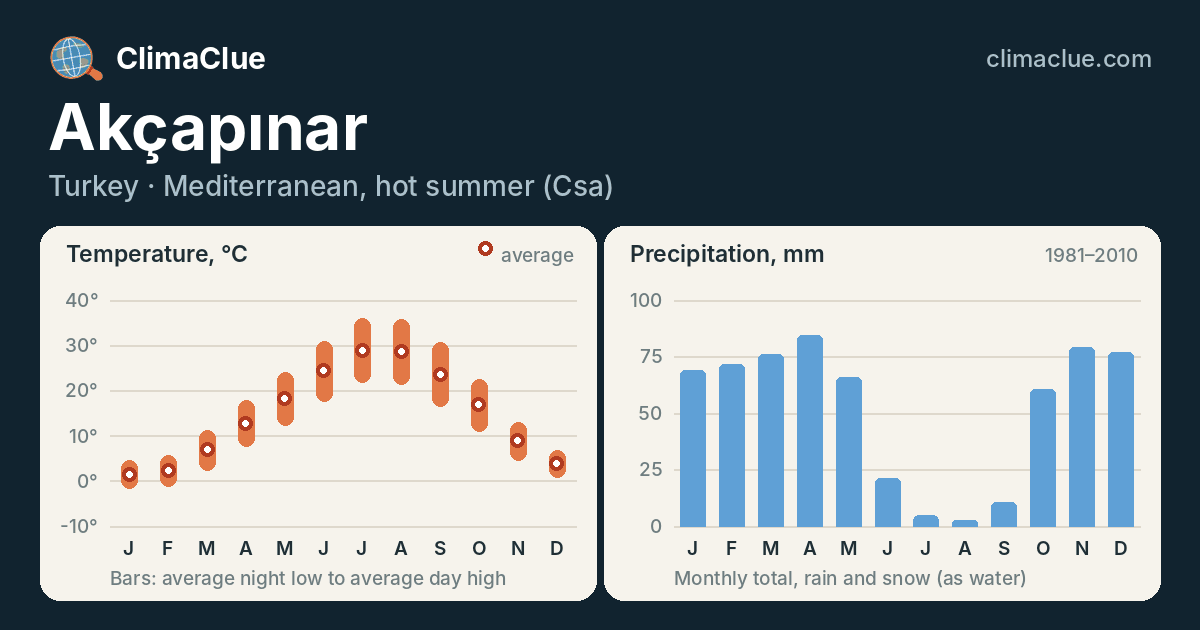 ClimaClue
climaclue.com
Akçapınar
Turkey · Mediterranean, hot summer (Csa)
Temperature, °C
average
40°
30°
20°
10°
0°
-10°
J F M A M J J A S O N D
Bars: average night low to average day high
Precipitation, mm
1981–2010
100
75
50
25
0
J F M A M J J A S O N D
Monthly total, rain and snow (as water)